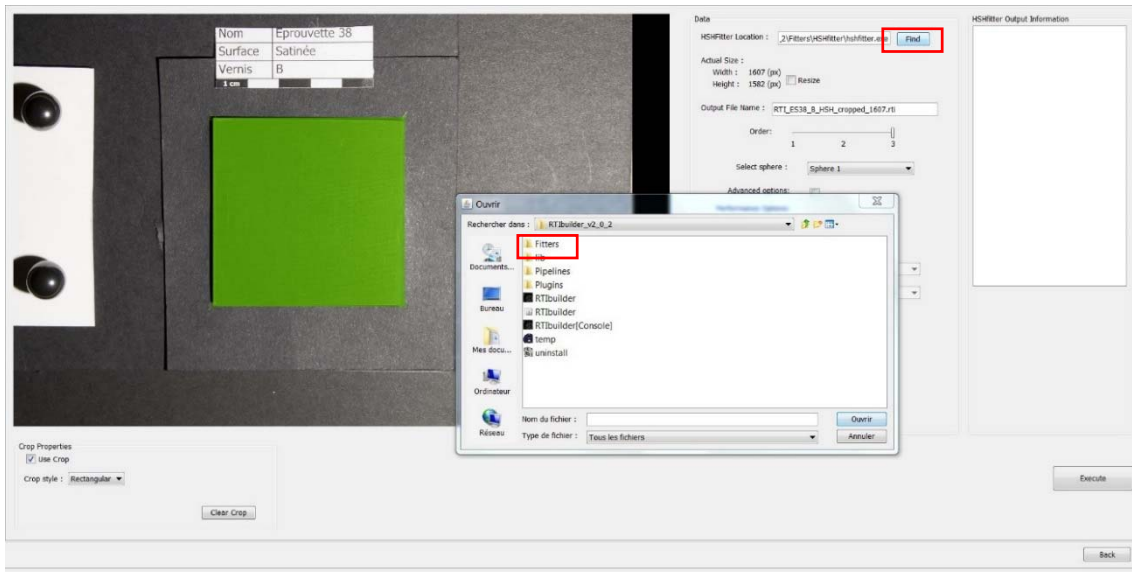 Nom Eprouvette 38
Surface Satinée
Vernis B
1 cm
Data
HSHFitter Location : ,2\Fitters\HSHfitter\hshfitter.exe Find
Actual Size :
Width : 1607 (px)
Height : 1582 (px) Resize
Output File Name : RTI_ES38_B_HSH_cropped_1607.rti
Order:
1 2 3
Select sphere : Sphere 1
Advanced options:
HSHfitter Output Information
Ouvrir
Rechercher dans : RTIbuilder_v2_0_2
Documents...
Bureau
Mes docu...
Ordinateur
Réseau
Fitters
lib
Pipelines
Plugins
RTIbuilder
RTIbuilder
RTIbuilder[Console]
temp
uninstall
Nom du fichier : Ouvrir
Type de fichier : Tous les fichiers Annuler
Crop Properties
Use Crop
Crop style : Rectangular
Clear Crop
Execute
Back